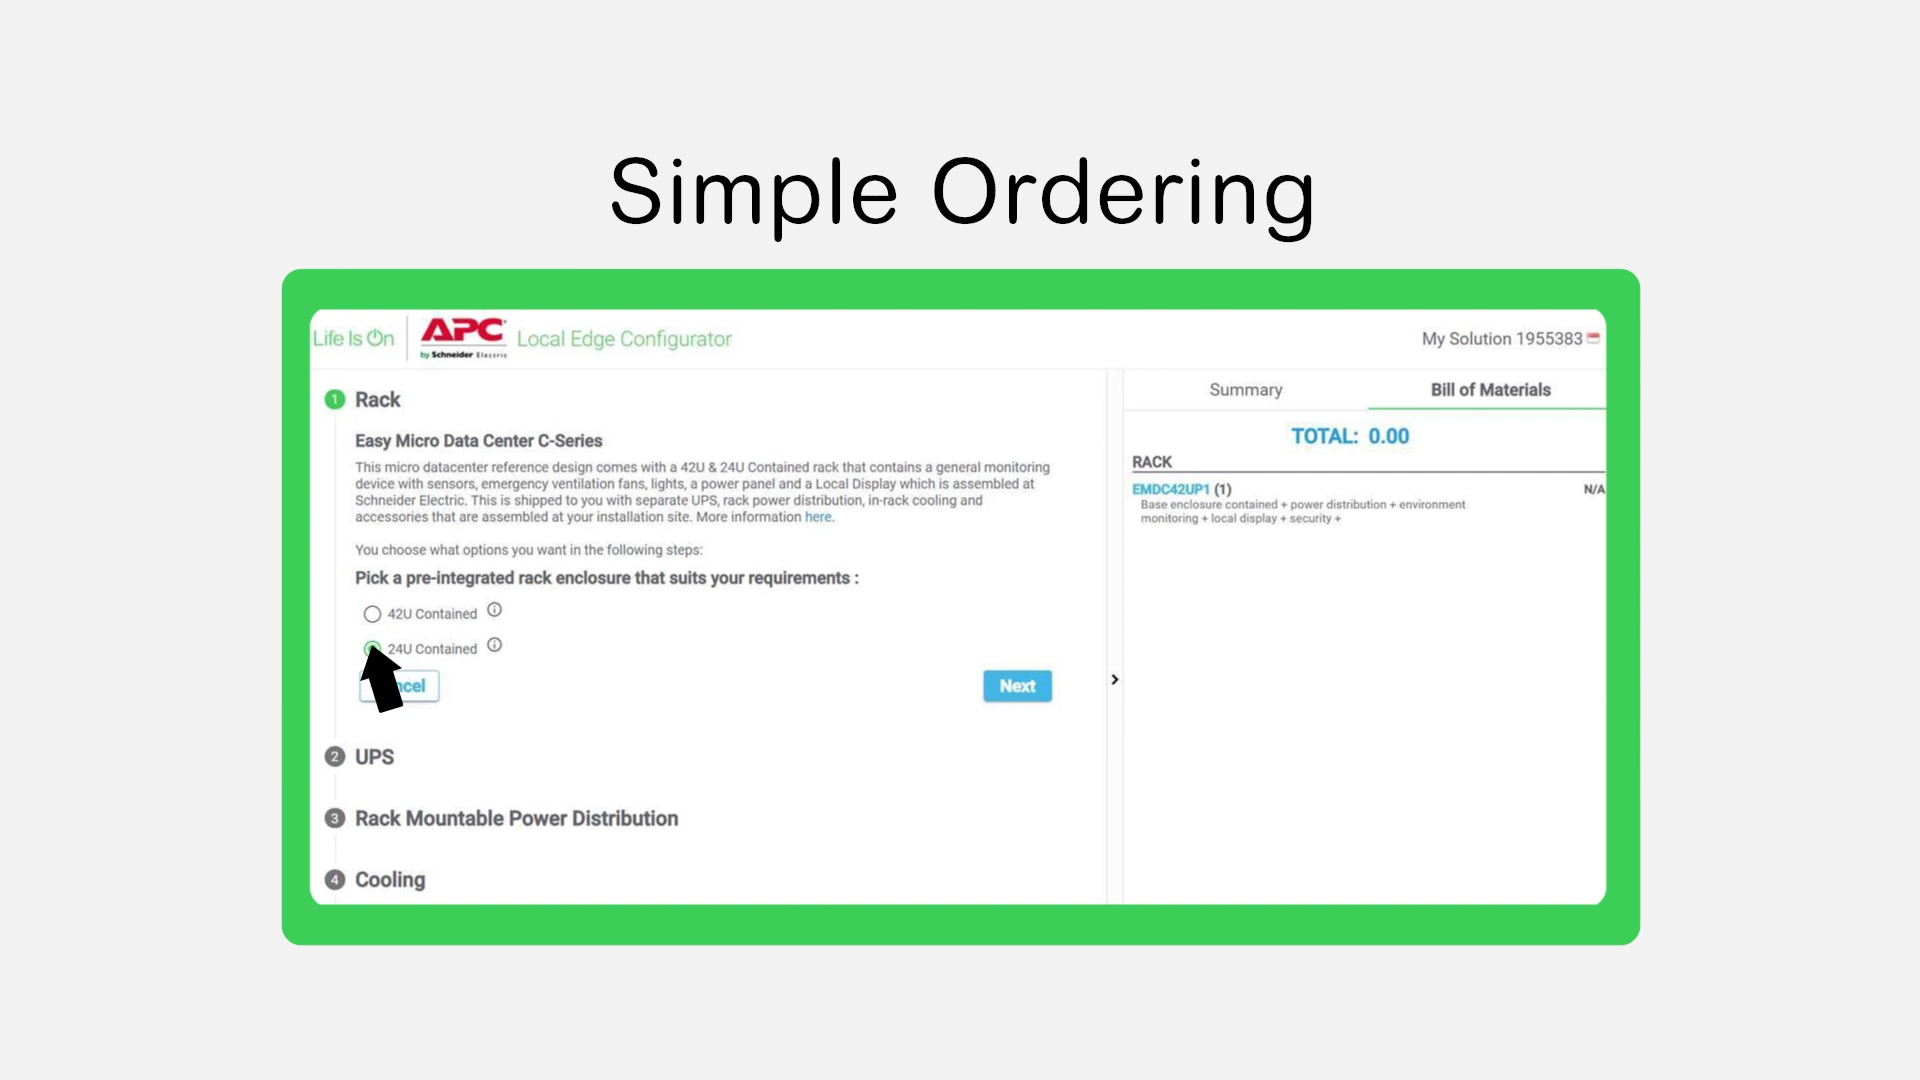 Simple Ordering
Life Is On
APC
by Schneider Electric
Local Edge Configurator
My Solution 1955383
1 Rack
Easy Micro Data Center C-Series
This micro datacenter reference design comes with a 42U & 24U Contained rack that contains a general monitoring
device with sensors, emergency ventilation fans, lights, a power panel and a Local Display which is assembled at
Schneider Electric. This is shipped to you with separate UPS, rack power distribution, in-rack cooling and
accessories that are assembled at your installation site. More information here.
You choose what options you want in the following steps:
Pick a pre-integrated rack enclosure that suits your requirements :
42U Contained
24U Contained
ncel
Next
2 UPS
3 Rack Mountable Power Distribution
4 Cooling
Summary
Bill of Materials
TOTAL: 0.00
RACK
EMDC42UP1 (1)
N/A
Base enclosure contained + power distribution + environment
monitoring + local display + security +